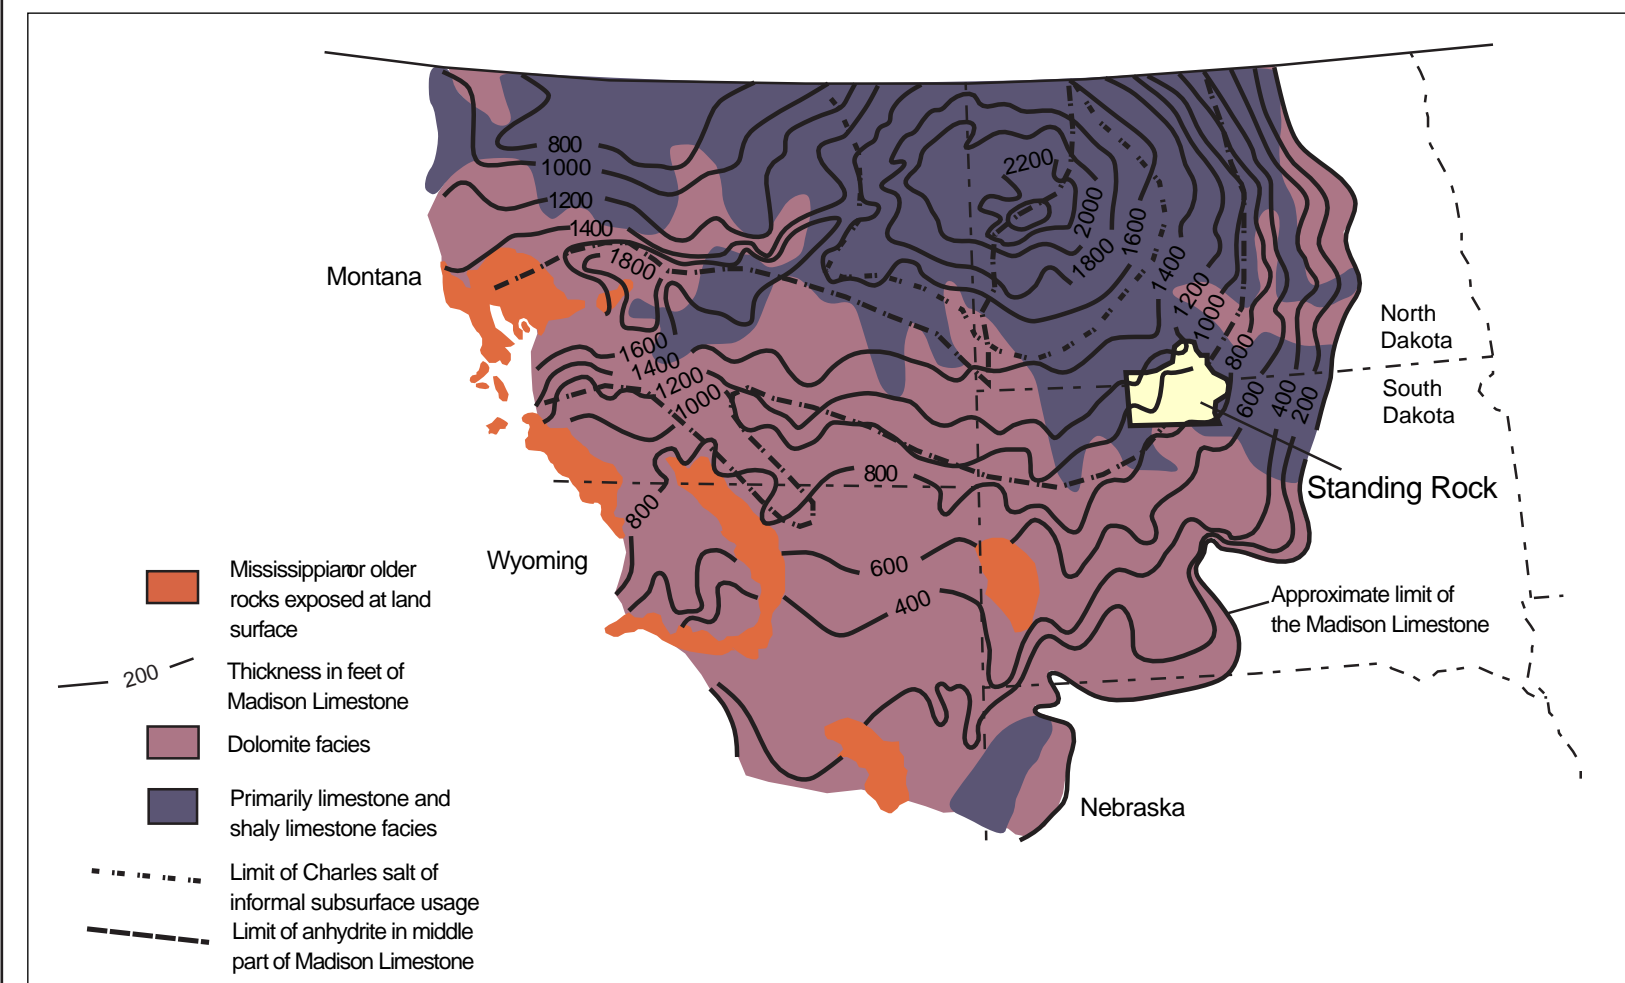 800
1000
1200
1400
1800
2200
2000
1800
1600
1400
1200
1000
800
600
400
200
1600
1400
1200
1000
800
800
600
400
Montana
North
Dakota
South
Dakota
Standing Rock
Wyoming
Approximate limit of
the Madison Limestone
Nebraska
Mississippian or older
rocks exposed at land
surface
200
Thickness in feet of
Madison Limestone
Dolomite facies
Primarily limestone and
shaly limestone facies
Limit of Charles salt of
informal subsurface usage
Limit of anhydrite in middle
part of Madison Limestone